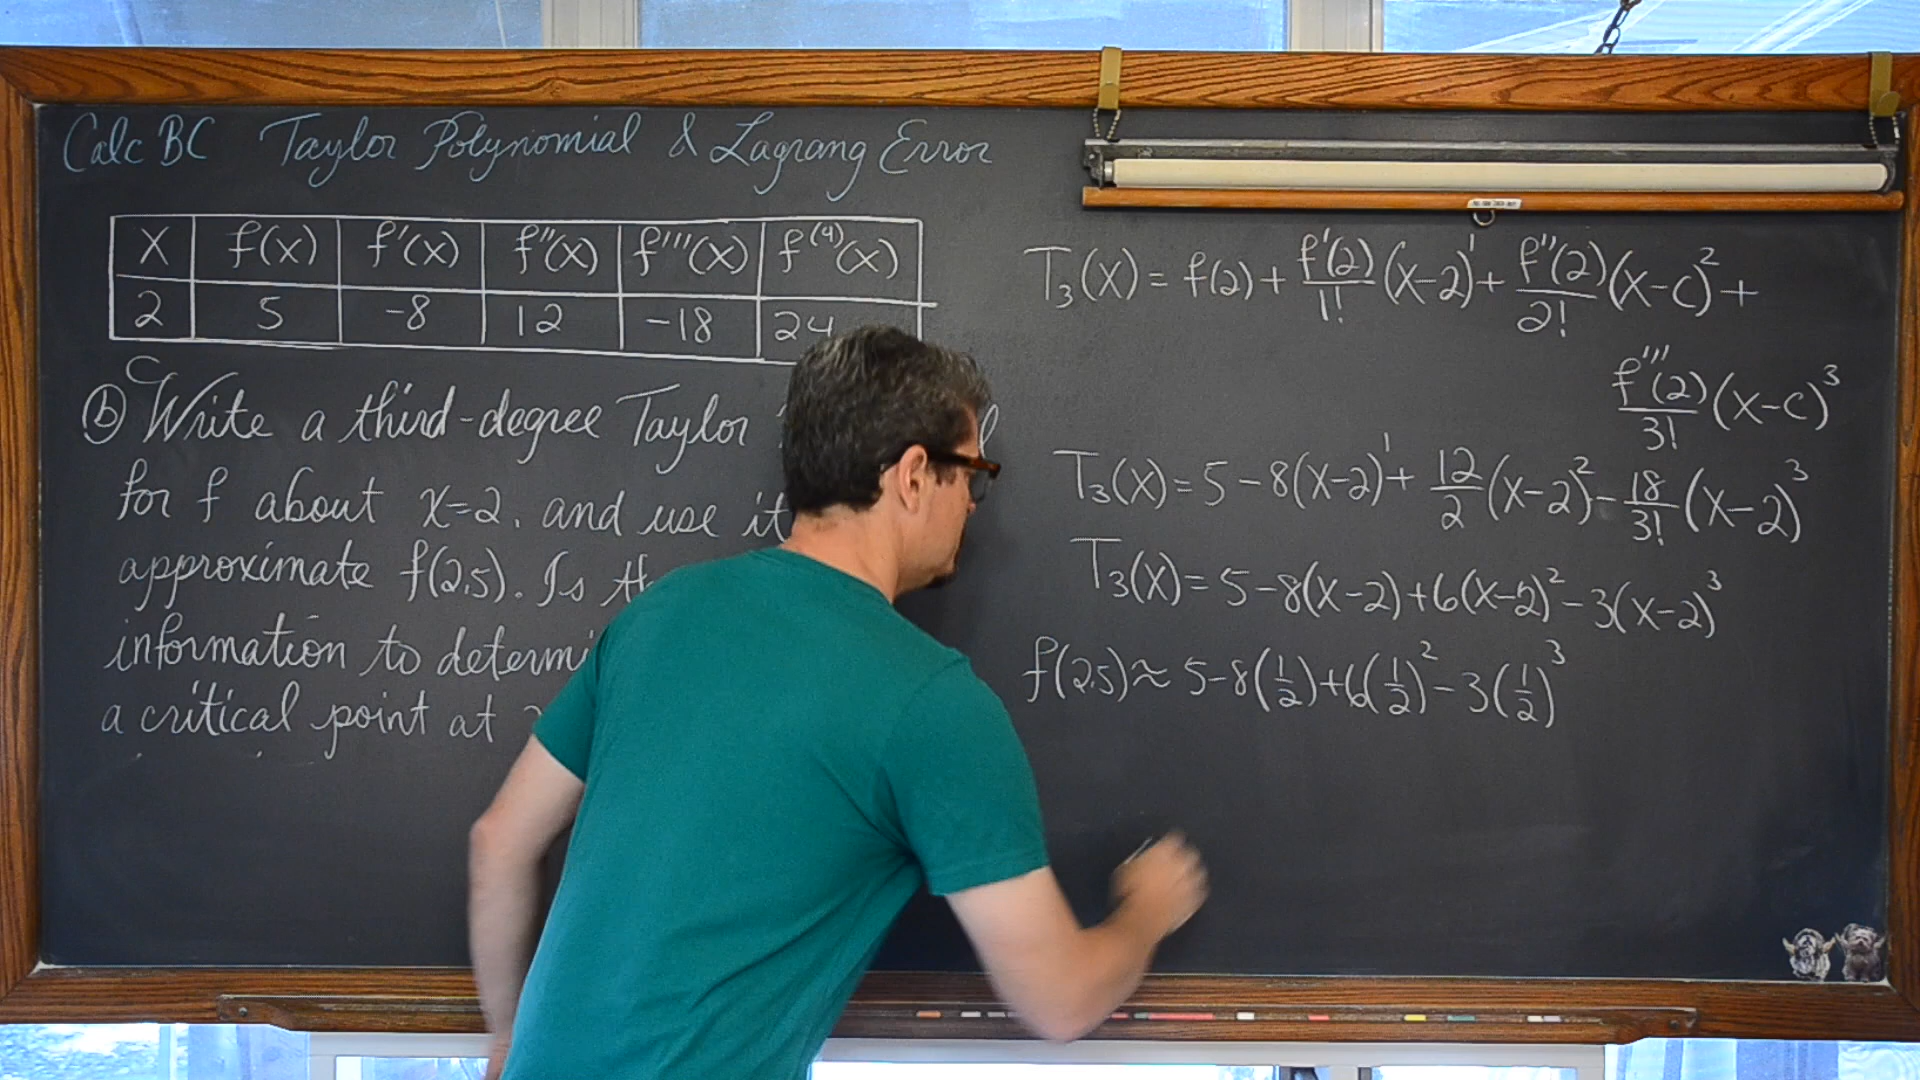 Calc BC Taylor Polynomial & Lagrang Error
X f(x) f'(x) f''(x) f'''(x) f⁽⁴⁾(x)
2 5 -8 12 -18 24
C
ⓑ Write a third-degree Taylor
for f about x=2, and use it
approximate f(2.5). Is
information to
a critical point at
T₃(x) = f(2) + f'(2)/1! (x-2)¹ + f''(2)/2! (x-c)² +
f'''(2)/3! (x-c)³
T₃(x) = 5 - 8(x-2)¹ + 12/2 (x-2)² - 18/3! (x-2)³
T₃(x) = 5 - 8(x-2) + 6(x-2)² - 3(x-2)³
f(2.5) ≈ 5 - 8(1/2) + 6(1/2)² - 3(1/2)³